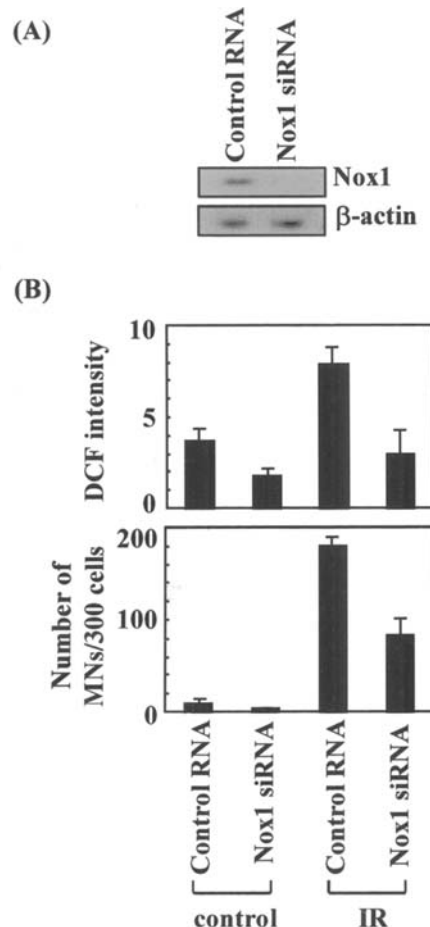 (A)
Control RNA
Nox1 siRNA
Nox1
β-actin
(B)
10
5
0
DCF intensity
200
100
0
Number of
MNs/300 cells
Control RNA
Nox1 siRNA
Control RNA
Nox1 siRNA
control
IR